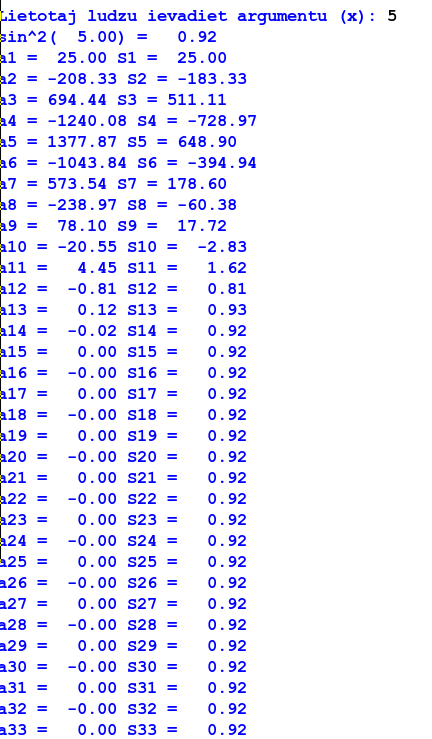 Lietotaj ludzu ievadiet argumentu (x): 5
sin^2(  5.00) =   0.92
a1 =  25.00 S1 =  25.00
a2 = -208.33 S2 = -183.33
a3 = 694.44 S3 = 511.11
a4 = -1240.08 S4 = -728.97
a5 = 1377.87 S5 = 648.90
a6 = -1043.84 S6 = -394.94
a7 = 573.54 S7 = 178.60
a8 = -238.97 S8 = -60.38
a9 =  78.10 S9 =  17.72
a10 = -20.55 S10 =  -2.83
a11 =   4.45 S11 =   1.62
a12 =  -0.81 S12 =   0.81
a13 =   0.12 S13 =   0.93
a14 =  -0.02 S14 =   0.92
a15 =   0.00 S15 =   0.92
a16 =  -0.00 S16 =   0.92
a17 =   0.00 S17 =   0.92
a18 =  -0.00 S18 =   0.92
a19 =   0.00 S19 =   0.92
a20 =  -0.00 S20 =   0.92
a21 =   0.00 S21 =   0.92
a22 =  -0.00 S22 =   0.92
a23 =   0.00 S23 =   0.92
a24 =  -0.00 S24 =   0.92
a25 =   0.00 S25 =   0.92
a26 =  -0.00 S26 =   0.92
a27 =   0.00 S27 =   0.92
a28 =  -0.00 S28 =   0.92
a29 =   0.00 S29 =   0.92
a30 =  -0.00 S30 =   0.92
a31 =   0.00 S31 =   0.92
a32 =  -0.00 S32 =   0.92
a33 =   0.00 S33 =   0.92